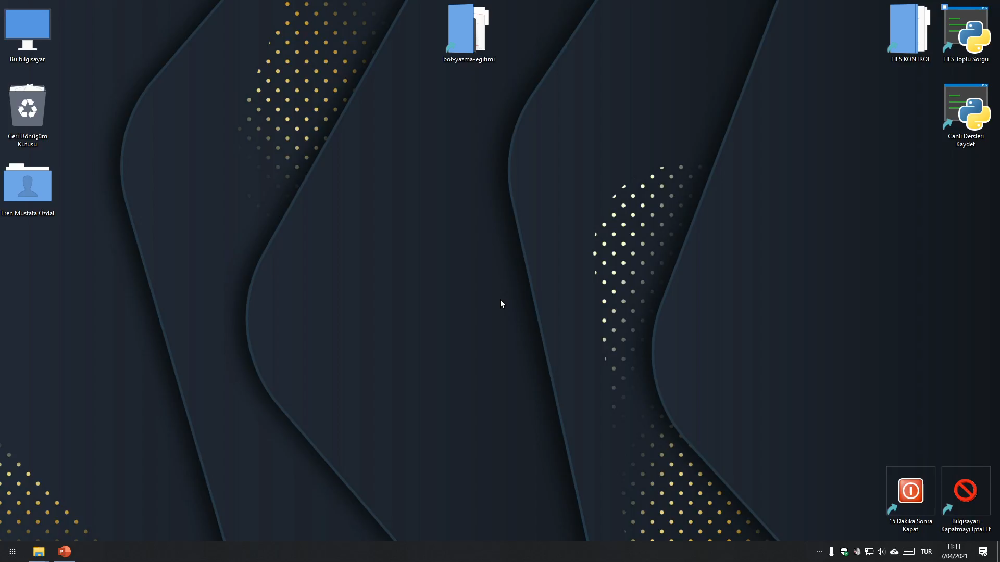 Bu bilgisayar
bot-yazma-egitimi
HES KONTROL
HES Toplu Sorgu
Geri Dönüşüm
Kutusu
Canlı Dersleri
Kaydet
Eren Mustafa Özdal
15 Dakika Sonra
Kapat
Bilgisayarı
Kapatmayı İptal Et
P
TUR
11:11
7/04/2021